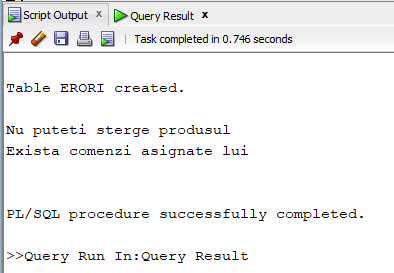 Script Output x Query Result x
Task completed in 0.746 seconds
Table ERORI created.
Nu puteti sterge produsul
Exista comenzi asignate lui
PL/SQL procedure successfully completed.
>>Query Run In:Query Result